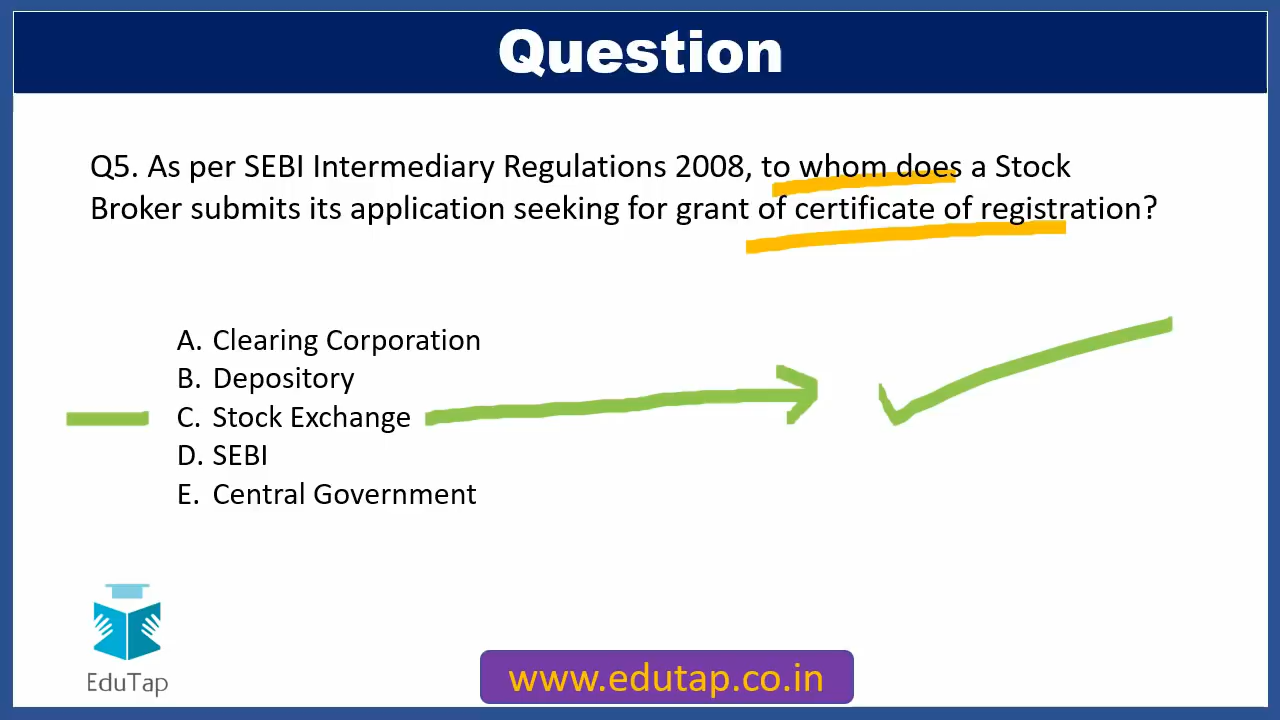 Question
Q5. As per SEBI Intermediary Regulations 2008, to whom does a Stock
Broker submits its application seeking for grant of certificate of registration?
A. Clearing Corporation
B. Depository
C. Stock Exchange
D. SEBI
E. Central Government
EduTap
www.edutap.co.in